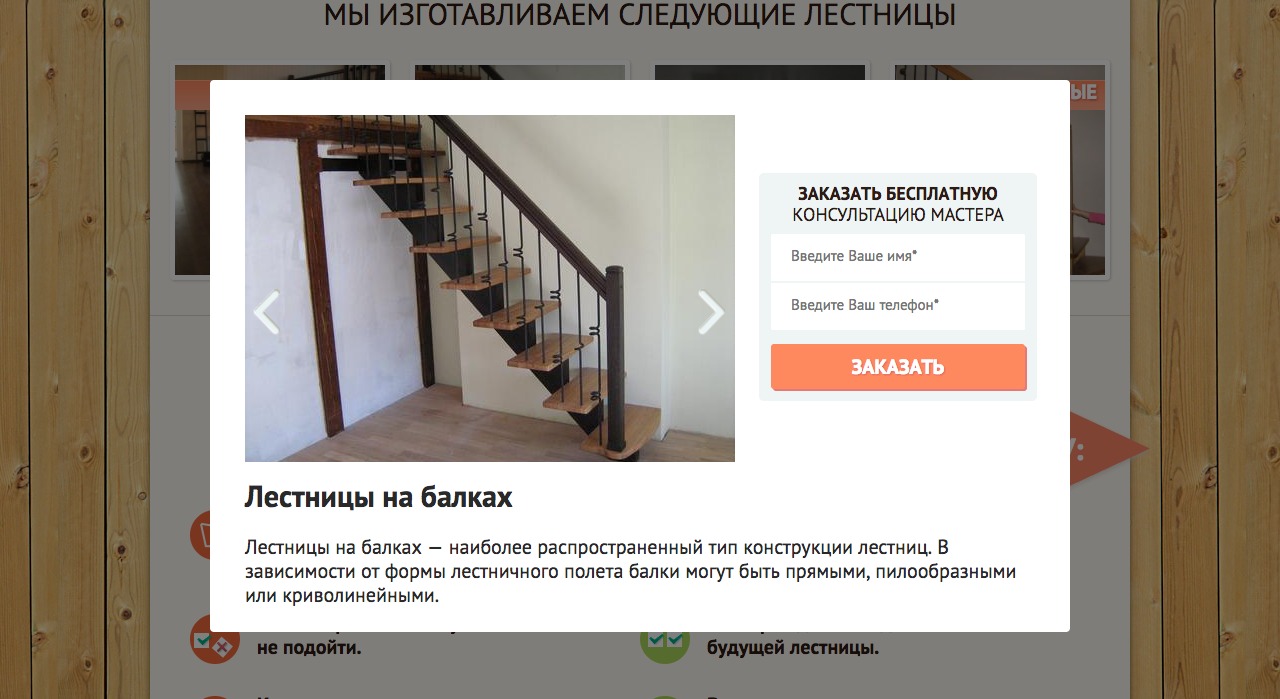 МЫ ИЗГОТАВЛИВАЕМ СЛЕДУЮЩИЕ ЛЕСТНИЦЫ
ЗАКАЗАТЬ БЕСПЛАТНУЮ
КОНСУЛЬТАЦИЮ МАСТЕРА
Введите Ваше имя*
Введите Ваш телефон*
ЗАКАЗАТЬ
Лестницы на балках
Лестницы на балках — наиболее распространенный тип конструкции лестниц. В
зависимости от формы лестничного полета балки могут быть прямыми, пилообразными
или криволинейными.
не подойти.
будущей лестницы.